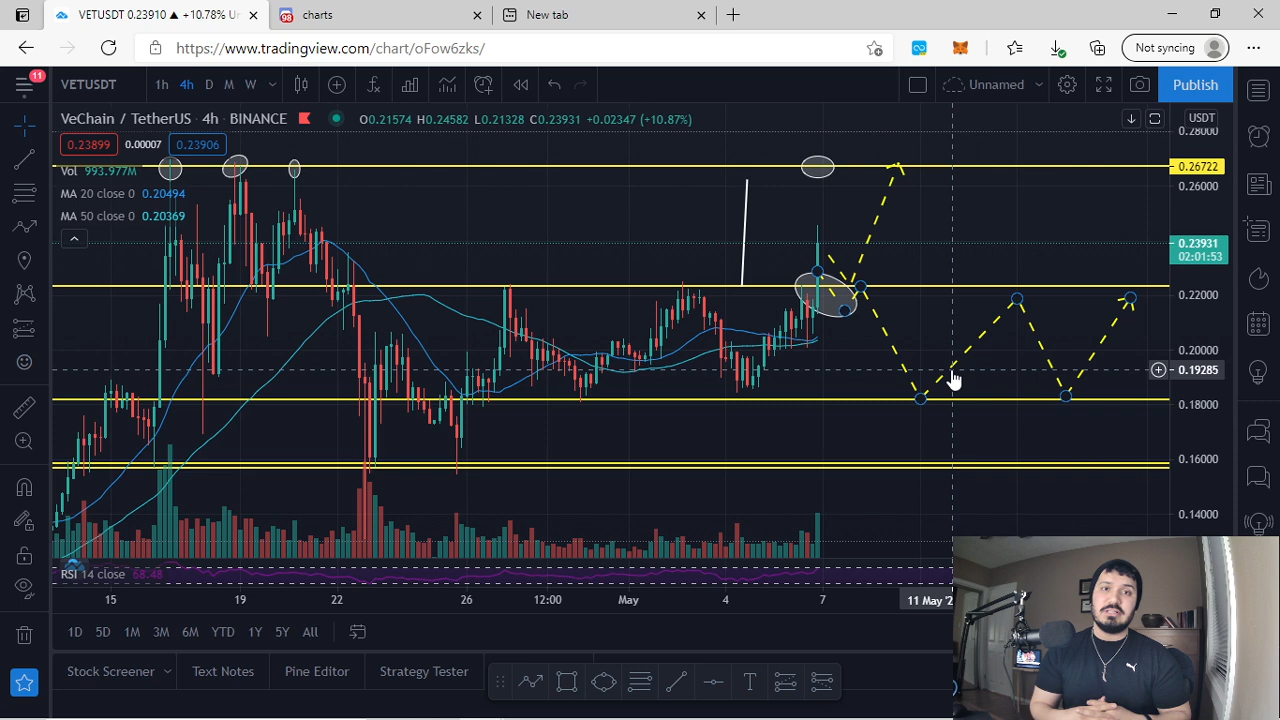 VETUSDT 0.23910 ▲ +10.78% Ur
98 charts
New tab
https://www.tradingview.com/chart/oFow6zks/
Not syncing
11
VETUSDT 1h 4h D M W Unnamed Publish
VeChain / TetherUS · 4h · BINANCE O0.21574 H0.24582 L0.21328 C0.23931 +0.02347 (+10.87%) USDT
0.28000
0.23899 0.00007 0.23906
Vol 993.977M
0.26722
0.26000
MA 20 close 0 0.20494
MA 50 close 0 0.20369
0.23931
02:01:53
0.22000
0.20000
0.19285
0.18000
0.16000
0.14000
RSI 14 close 68.48
15 19 22 26 12:00 May 4 7 11 May '2
1D 5D 1M 3M 6M YTD 1Y 5Y All
Stock Screener Text Notes Pine Editor Strategy Tester